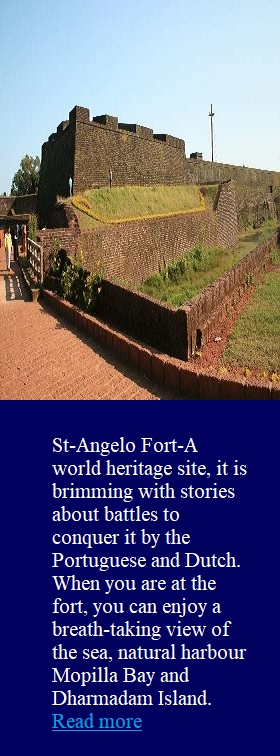 St-Angelo Fort-A
world heritage site, it is
brimming with stories
about battles to
conquer it by the
Portuguese and Dutch.
When you are at the
fort, you can enjoy a
breath-taking view of
the sea, natural harbour
Mopilla Bay and
Dharmadam Island.
Read more